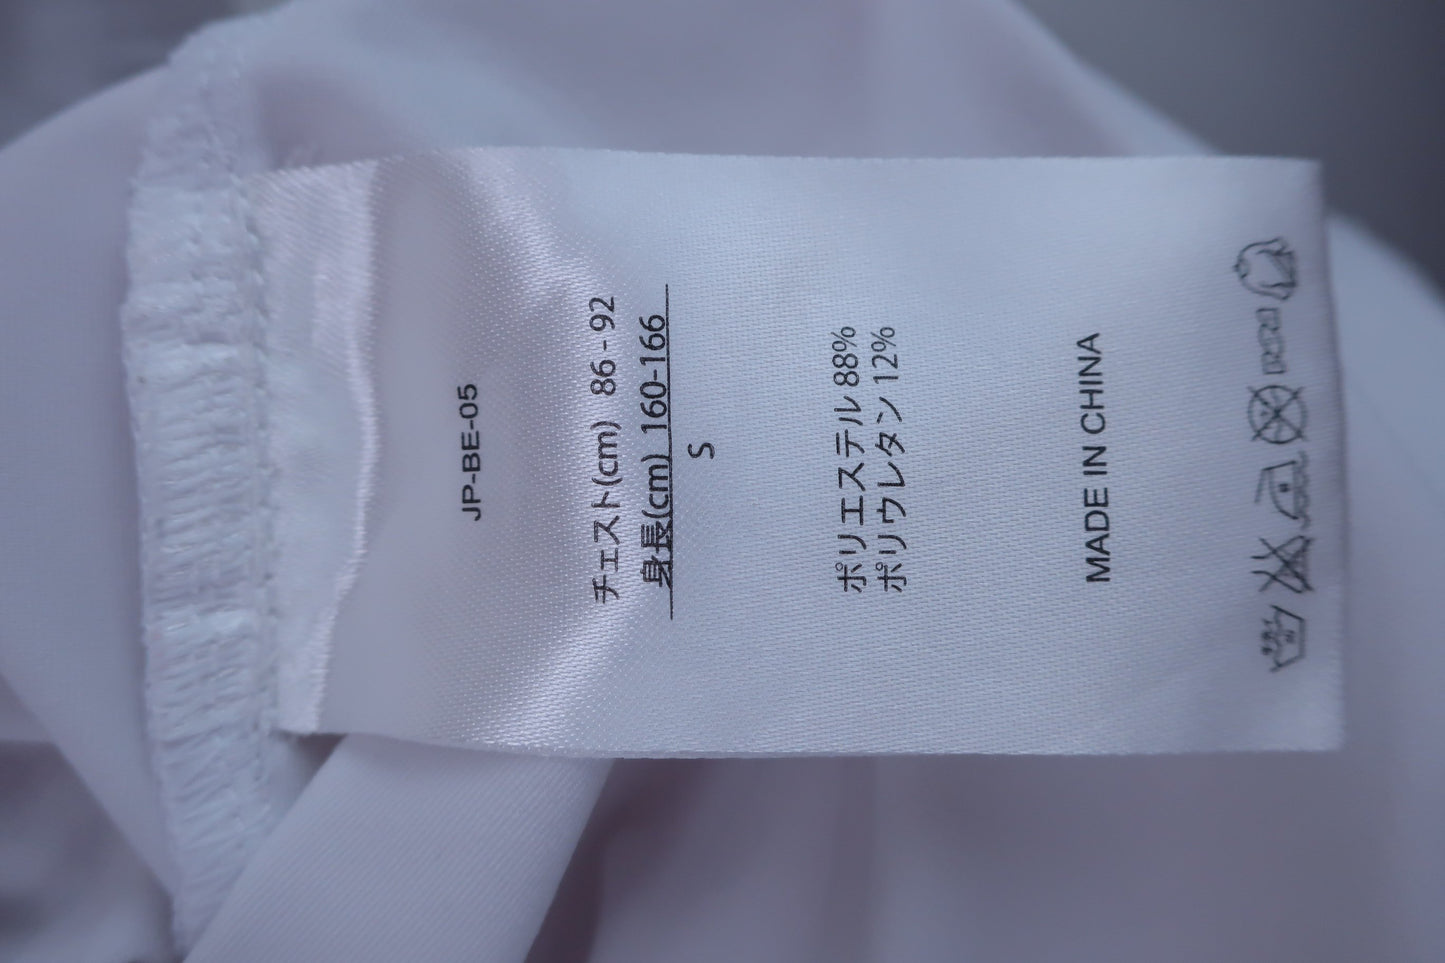 JP-BE-05
チェスト(cm) 86 - 92
身長(cm) 160-166
S
ポリエステル 88%
ポリウレタン 12%
MADE IN CHINA